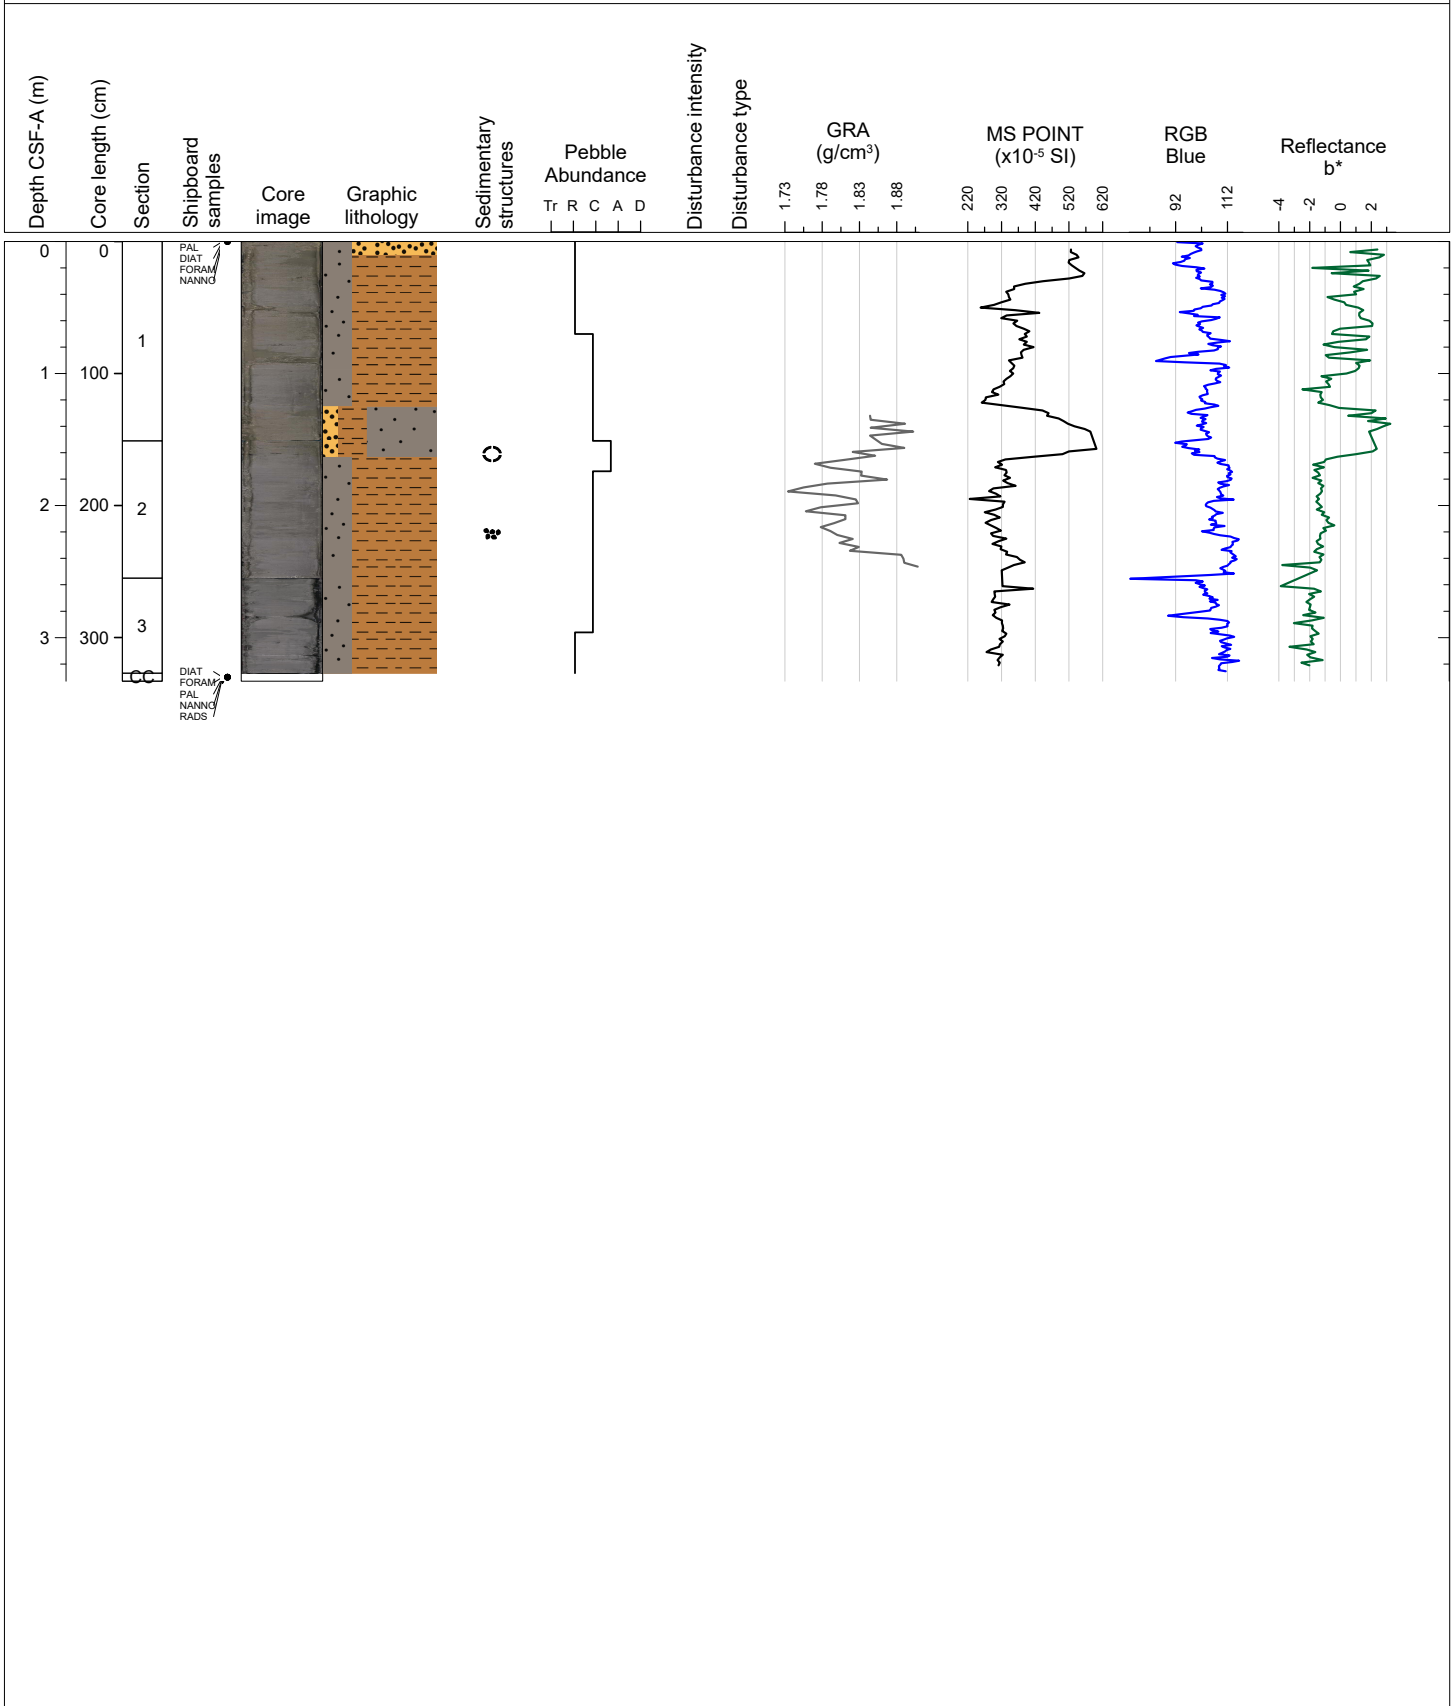 Depth CSF-A (m)
Core length (cm)
Section
Shipboard
samples
Core
image
Graphic
lithology
Sedimentary
structures
Pebble
Abundance
Tr R C A D
Disturbance intensity
Disturbance type
GRA
(g/cm³)
1.73 1.78 1.83 1.88
MS POINT
(x10⁻⁵ SI)
220 320 420 520 620
RGB
Blue
92 112
Reflectance
b*
-4 -2 0 2
0 0
PAL
DIAT
FORAM
NANNO
1
1 100
2 200
2
3
3 300
CC
DIAT
FORAM
PAL
NANNO
RADS